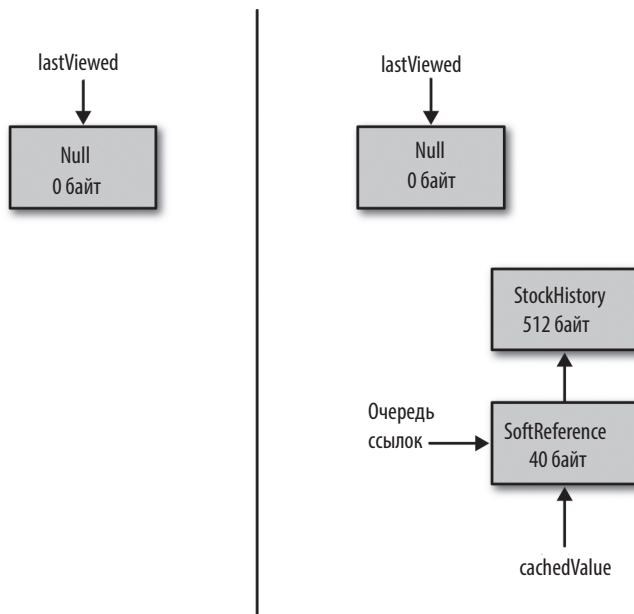 lastViewed
Null
0 байт
lastViewed
Null
0 байт
StockHistory
512 байт
Очередь
ссылок
SoftReference
40 байт
cachedValue